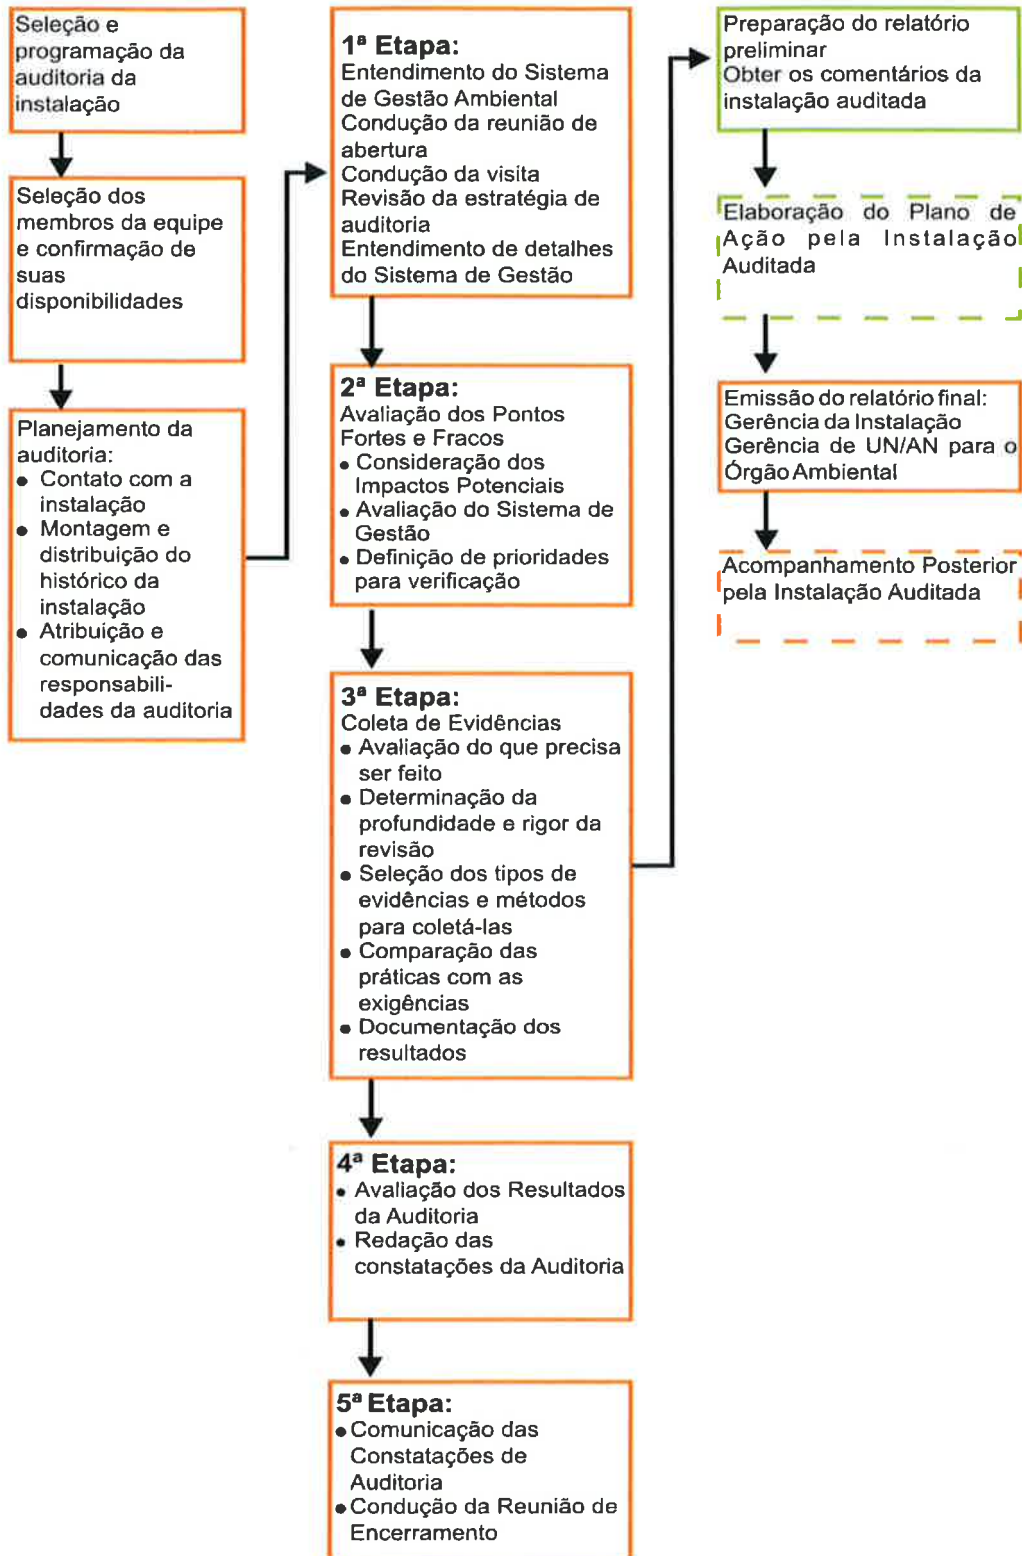 Seleção e
programação da
auditoria da
instalação
Seleção dos
membros da equipe
e confirmação de
suas
disponibilidades
Planejamento da
auditoria:
● Contato com a
instalação
● Montagem e
distribuição do
histórico da
instalação
● Atribuição e
comunicação das
responsabili-
dades da auditoria
1ª Etapa:
Entendimento do Sistema
de Gestão Ambiental
Condução da reunião de
abertura
Condução da visita
Revisão da estratégia de
auditoria
Entendimento de detalhes
do Sistema de Gestão
2ª Etapa:
Avaliação dos Pontos
Fortes e Fracos
● Consideração dos
Impactos Potenciais
● Avaliação do Sistema de
Gestão
● Definição de prioridades
para verificação
3ª Etapa:
Coleta de Evidências
● Avaliação do que precisa
ser feito
● Determinação da
profundidade e rigor da
revisão
● Seleção dos tipos de
evidências e métodos
para coletá-las
● Comparação das
práticas com as
exigências
● Documentação dos
resultados
4ª Etapa:
● Avaliação dos Resultados
da Auditoria
● Redação das
constatações da Auditoria
5ª Etapa:
● Comunicação das
Constatações de
Auditoria
● Condução da Reunião de
Encerramento
Preparação do relatório
preliminar
Obter os comentários da
instalação auditada
Elaboração do Plano de
Ação pela Instalação
Auditada
Emissão do relatório final:
Gerência da Instalação
Gerência de UN/AN para o
Órgão Ambiental
Acompanhamento Posterior
pela Instalação Auditada